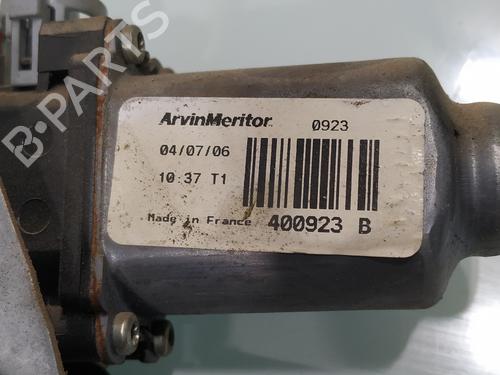 ArvinMeritor 0923
04/07/06
10:37 T1
Made in France 400923 B
B-PARTS